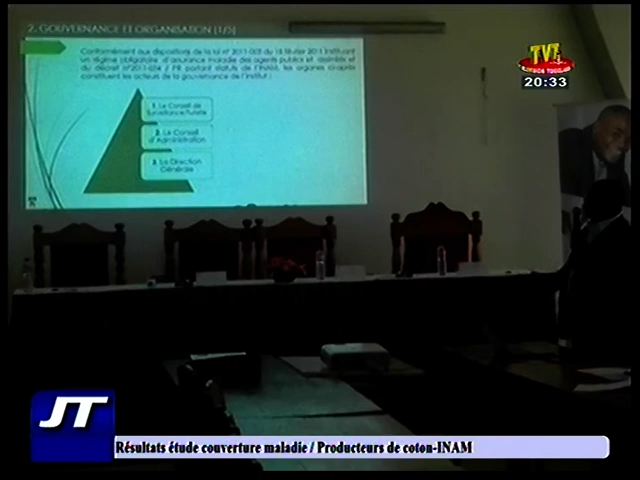 2. GOUVERNANCE ET ORGANISATION (1/5)
Conformément aux dispositions de la loi n° 2011-003 du 18 février 2011 instituant
un régime obligatoire d'assurance maladie des agents publics et assimilés et
du décret n°2011-034 / PR portant statuts de l'INAM, les organes ci-après
constituent les acteurs de la gouvernance de l'Institut :
1. Le Conseil de
Surveillance/Tutelle
2. Le Conseil
d'Administration
3. La Direction
Générale
TVT
20:33
JT
Résultats étude couverture maladie / Producteurs de coton-INAM